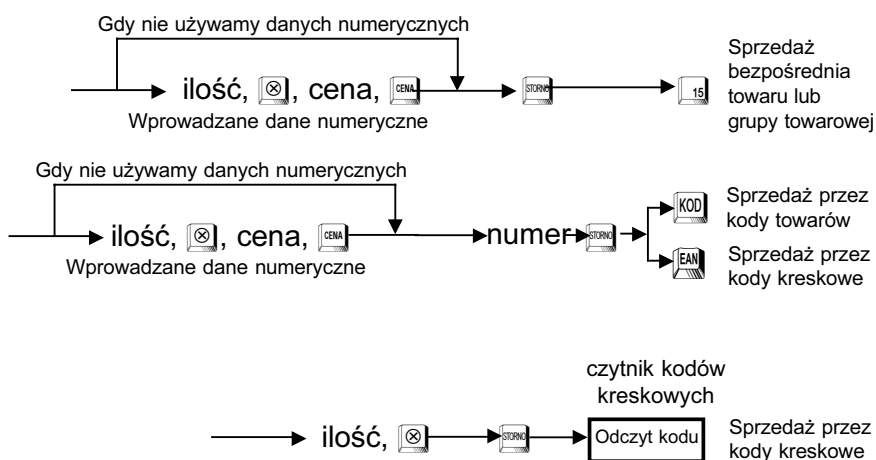 Gdy nie używamy danych numerycznych
ilość, ⊗, cena, CENA STORNO 15
Wprowadzane dane numeryczne
Sprzedaż
bezpośrednia
towaru lub
grupy towarowej
Gdy nie używamy danych numerycznych
ilość, ⊗, cena, CENA numer STORNO
Wprowadzane dane numeryczne
KOD
Sprzedaż przez
kody towarów
EAN
Sprzedaż przez
kody kreskowe
czytnik kodów
kreskowych
ilość, ⊗ STORNO Odczyt kodu
Sprzedaż przez
kody kreskowe